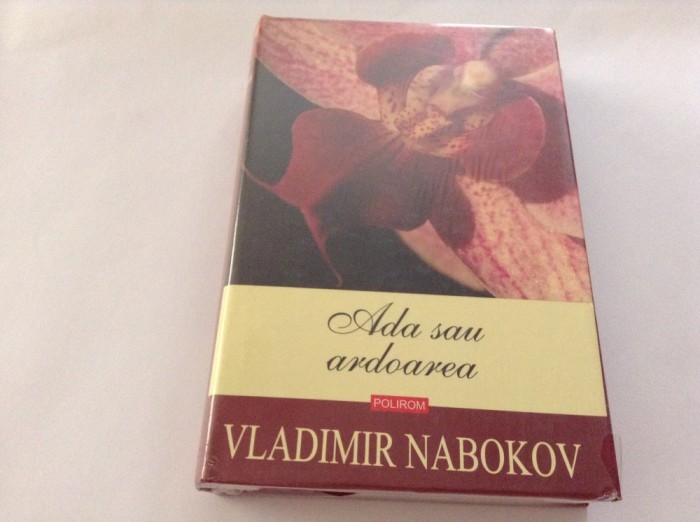 Ada sau
ardoarea
POLIROM
VLADIMIR NABOKOV